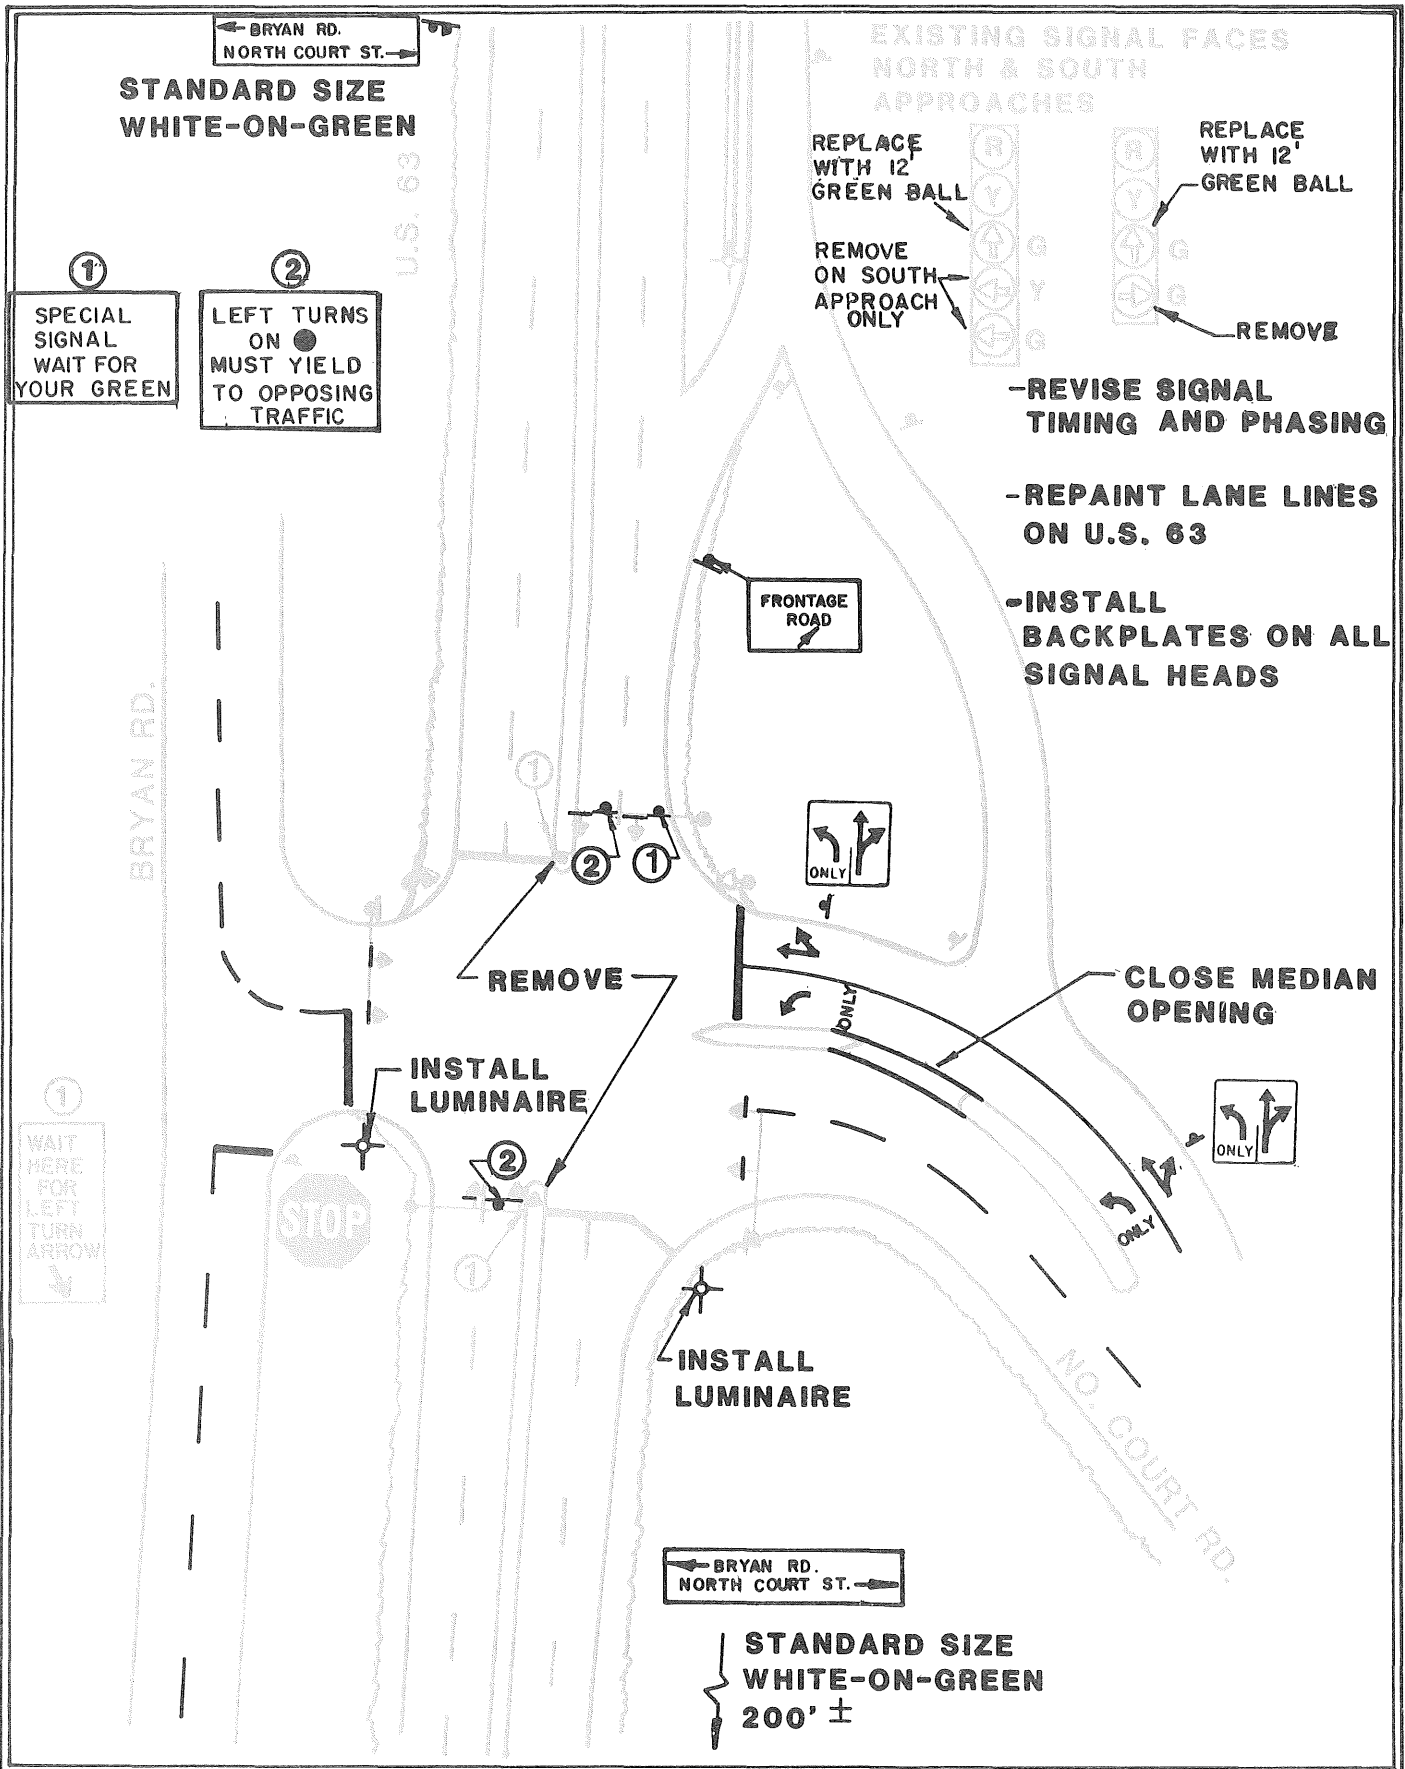 BRYAN RD.
NORTH COURT ST.
STANDARD SIZE
WHITE-ON-GREEN
U.S. 63
EXISTING SIGNAL FACES
NORTH & SOUTH
APPROACHES
REPLACE
WITH 12'
GREEN BALL
R
Y
G
Y
G
REMOVE
ON SOUTH
APPROACH
ONLY
R
Y
G
G
REPLACE
WITH 12'
GREEN BALL
REMOVE
1
SPECIAL
SIGNAL
WAIT FOR
YOUR GREEN
2
LEFT TURNS
ON ●
MUST YIELD
TO OPPOSING
TRAFFIC
-REVISE SIGNAL
TIMING AND PHASING
-REPAINT LANE LINES
ON U.S. 63
-INSTALL
BACKPLATES ON ALL
SIGNAL HEADS
FRONTAGE
ROAD
BRYAN RD.
1
2
1
ONLY
REMOVE
ONLY
CLOSE MEDIAN
OPENING
INSTALL
LUMINAIRE
1
WAIT
HERE
FOR
LEFT
TURN
ARROW
STOP
2
1
ONLY
ONLY
INSTALL
LUMINAIRE
NO. COURT RD.
BRYAN RD.
NORTH COURT ST.
STANDARD SIZE
WHITE-ON-GREEN
200' ±